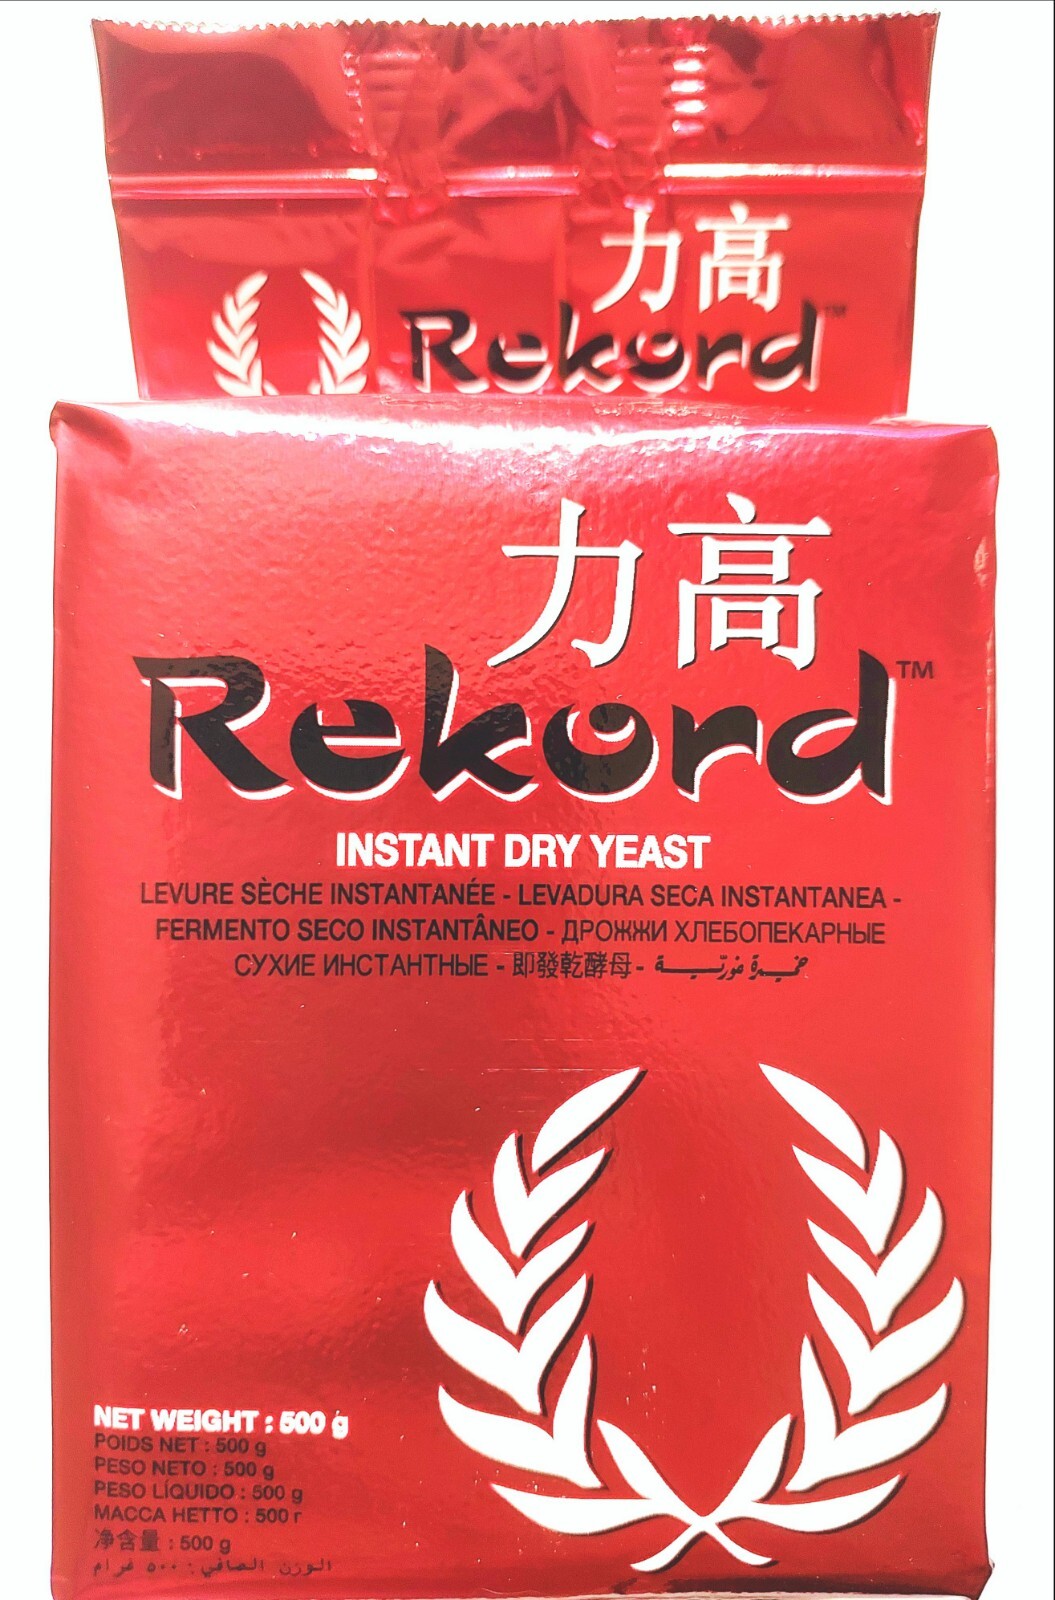 力高
Rekord™
力高
Rekord™
INSTANT DRY YEAST
LEVURE SÈCHE INSTANTANÉE - LEVADURA SECA INSTANTANEA -
FERMENTO SECO INSTANTÂNEO - ДРОЖЖИ ХЛЕБОПЕКАРНЫЕ
СУХИЕ ИНСТАНТНЫЕ - 即發乾酵母 - خميرة فوريّة
NET WEIGHT : 500 g
POIDS NET : 500 g
PESO NETO : 500 g
PESO LÍQUIDO : 500 g
МАССА НЕТТО : 500 г
净含量 : 500 g
الوزن الصافي : ٥٠٠ غرام